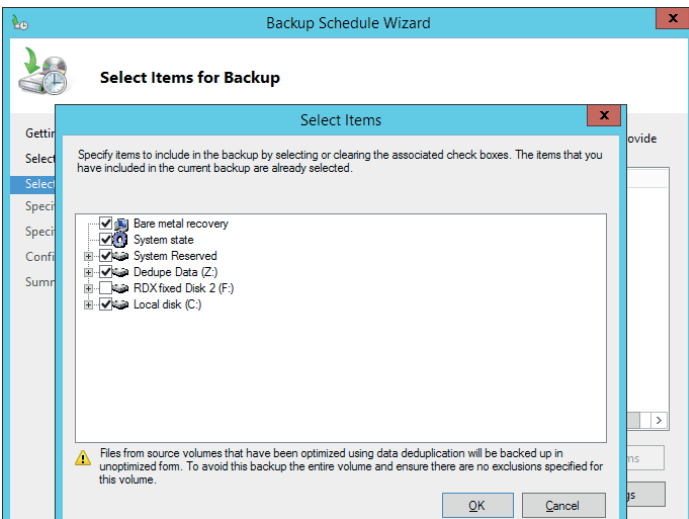 Backup Schedule Wizard
x
Select Items for Backup
Select Items
x
Specify items to include in the backup by selecting or clearing the associated check boxes. The items that you
have included in the current backup are already selected.
Bare metal recovery
System state
System Reserved
Dedupe Data (Z:)
RDX fixed Disk 2 (F:)
Local disk (C:)
Files from source volumes that have been optimized using data deduplication will be backed up in
unoptimized form. To avoid this backup the entire volume and ensure there are no exclusions specified for
this volume.
OK
Cancel